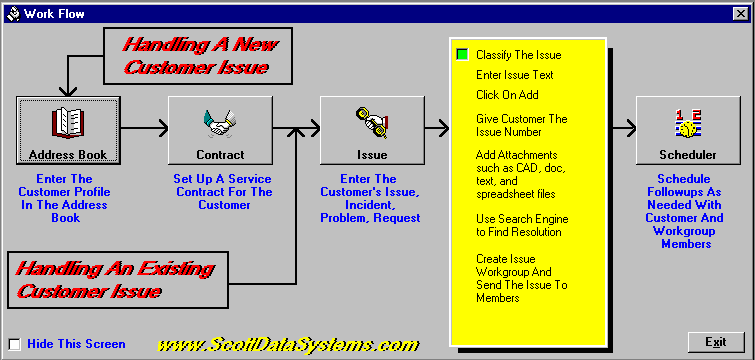 Work Flow
Handling A New
Customer Issue
Address Book
Enter The
Customer Profile
In The Address
Book
Contract
Set Up A Service
Contract For The
Customer
Issue
Enter The
Customer's Issue,
Incident,
Problem, Request
Classify The Issue
Enter Issue Text
Click On Add
Give Customer The
Issue Number
Add Attachments
such as CAD, doc,
text, and
spreadsheet files
Use Search Engine
to Find Resolution
Create Issue
Workgroup And
Send The Issue To
Members
1 2
Scheduler
Schedule
Followups As
Needed With
Customer And
Workgroup
Members
Handling An Existing
Customer Issue
Hide This Screen
www.ScottDataSystems.com
Exit